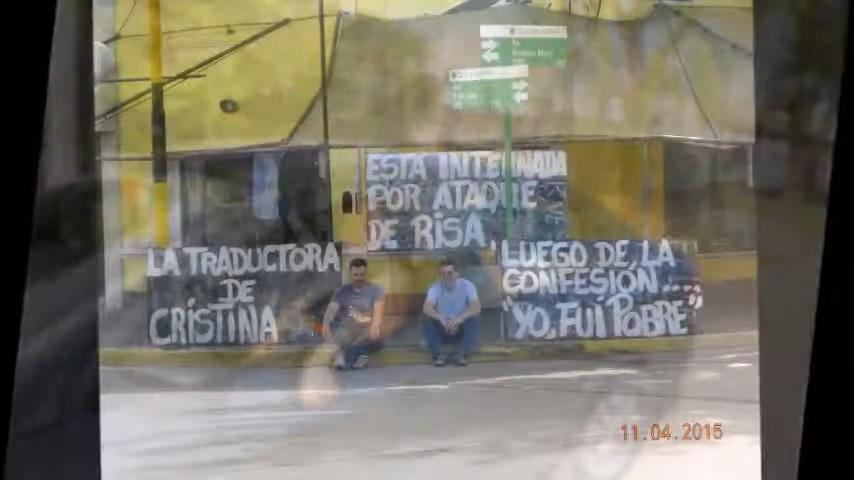 LA TRADUCTORA
DE
CRISTINA
ESTA INTERNADA
POR ATAQUE
DE RISA,
LUEGO DE LA
CONFESIÓN....
"YO, FUI POBRE"
11.04.2015